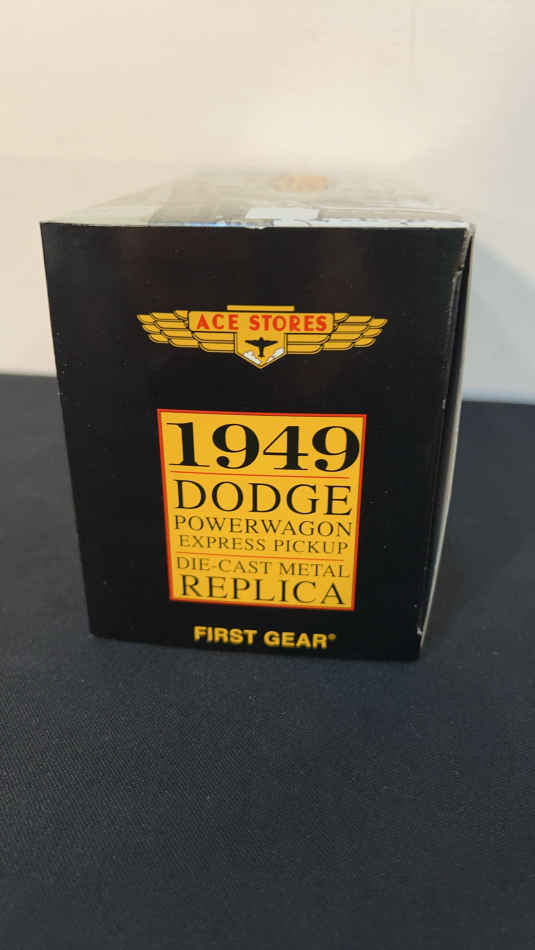 ACE STORES
1949
DODGE
POWERWAGON
EXPRESS PICKUP
DIE-CAST METAL
REPLICA
FIRST GEAR®